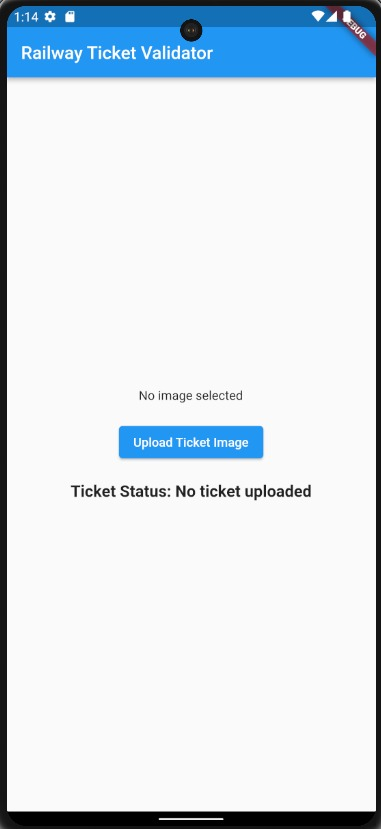 1:14
DEBUG
Railway Ticket Validator
No image selected
Upload Ticket Image
Ticket Status: No ticket uploaded